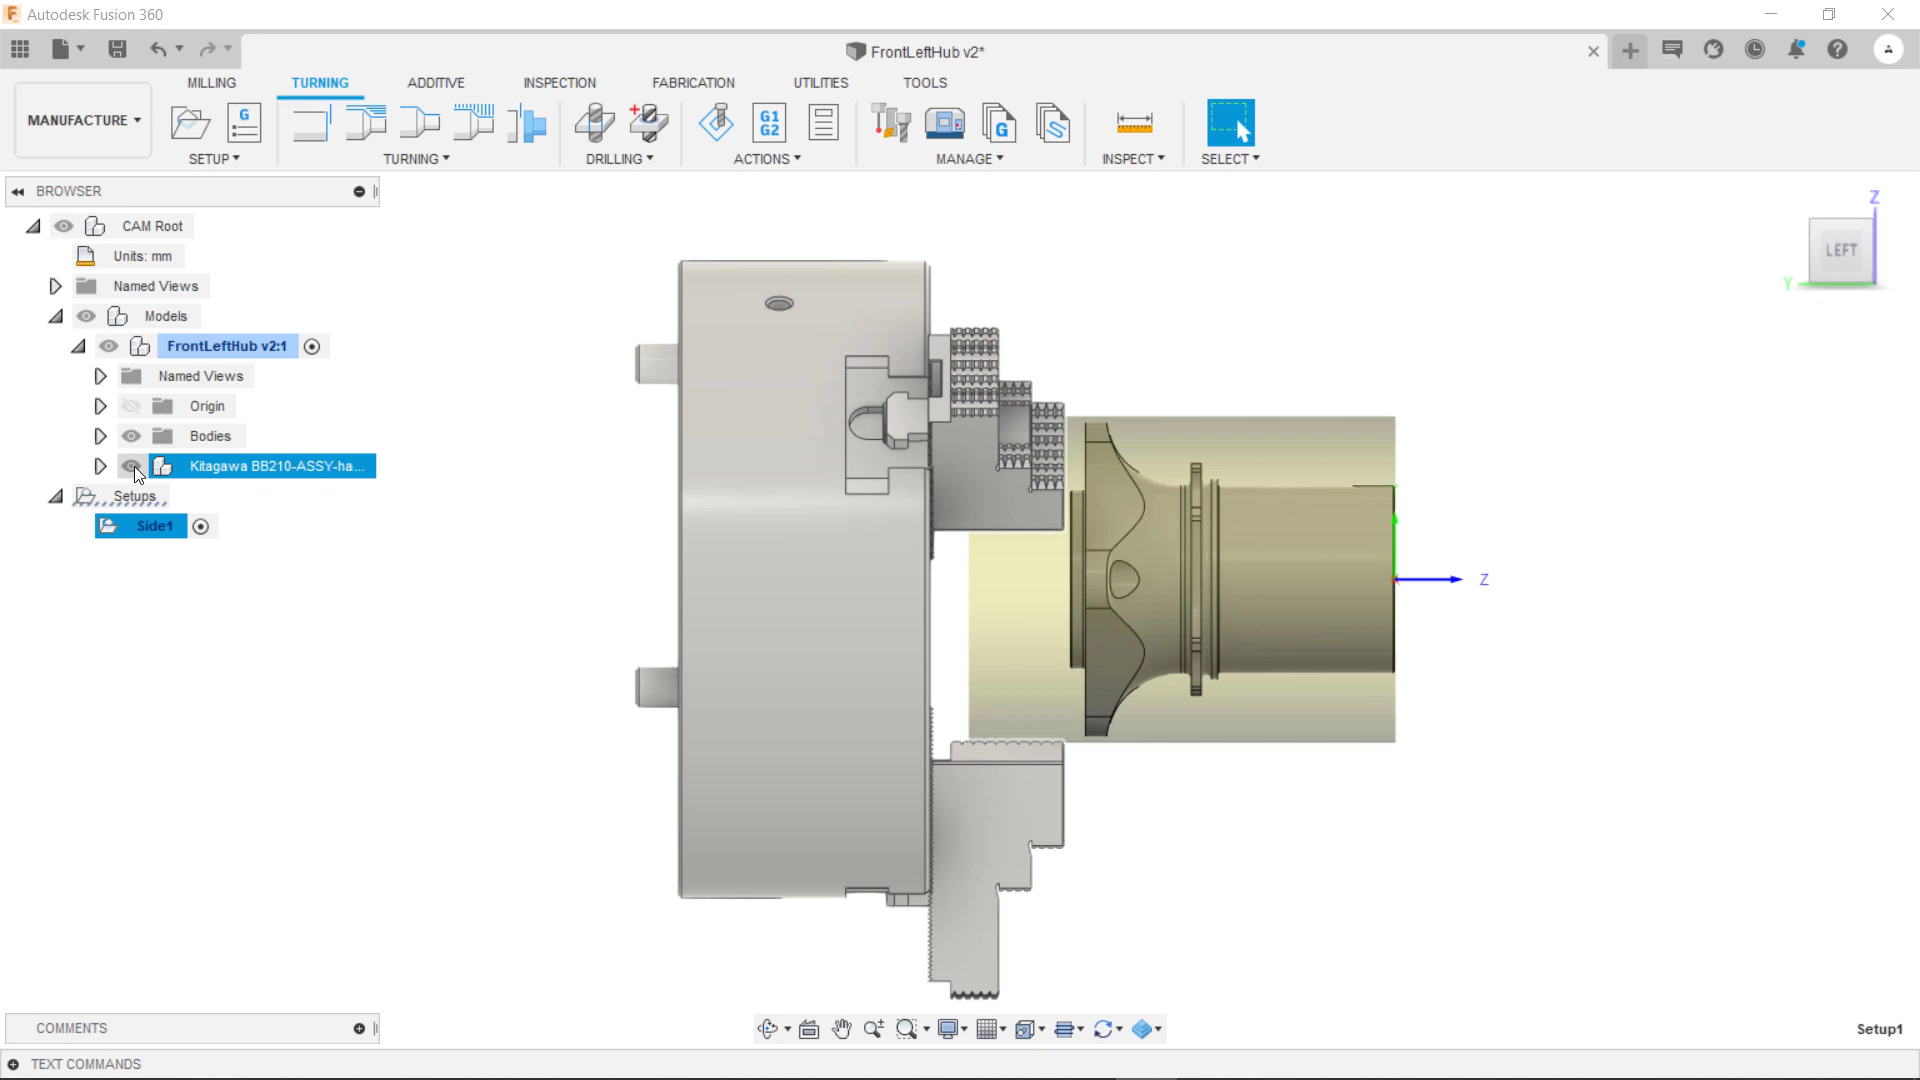 Autodesk Fusion 360
FrontLeftHub v2*
MILLING
TURNING
ADDITIVE
INSPECTION
FABRICATION
UTILITIES
TOOLS
MANUFACTURE
G
G1
G2
G
SETUP
TURNING
DRILLING
ACTIONS
MANAGE
INSPECT
SELECT
BROWSER
CAM Root
Units: mm
Named Views
Models
FrontLeftHub v2:1
Named Views
Origin
Bodies
Kitagawa BB210-ASSY-ha...
Setups
Side1
Z
LEFT
Y
Z
COMMENTS
Setup1
TEXT COMMANDS